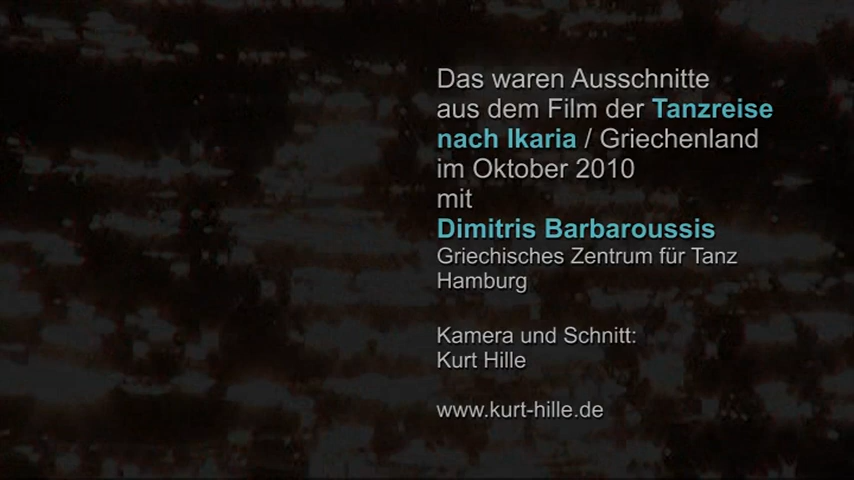 Das waren Ausschnitte
aus dem Film der Tanzreise
nach Ikaria / Griechenland
im Oktober 2010
mit
Dimitris Barbaroussis
Griechisches Zentrum für Tanz
Hamburg
Kamera und Schnitt:
Kurt Hille
www.kurt-hille.de